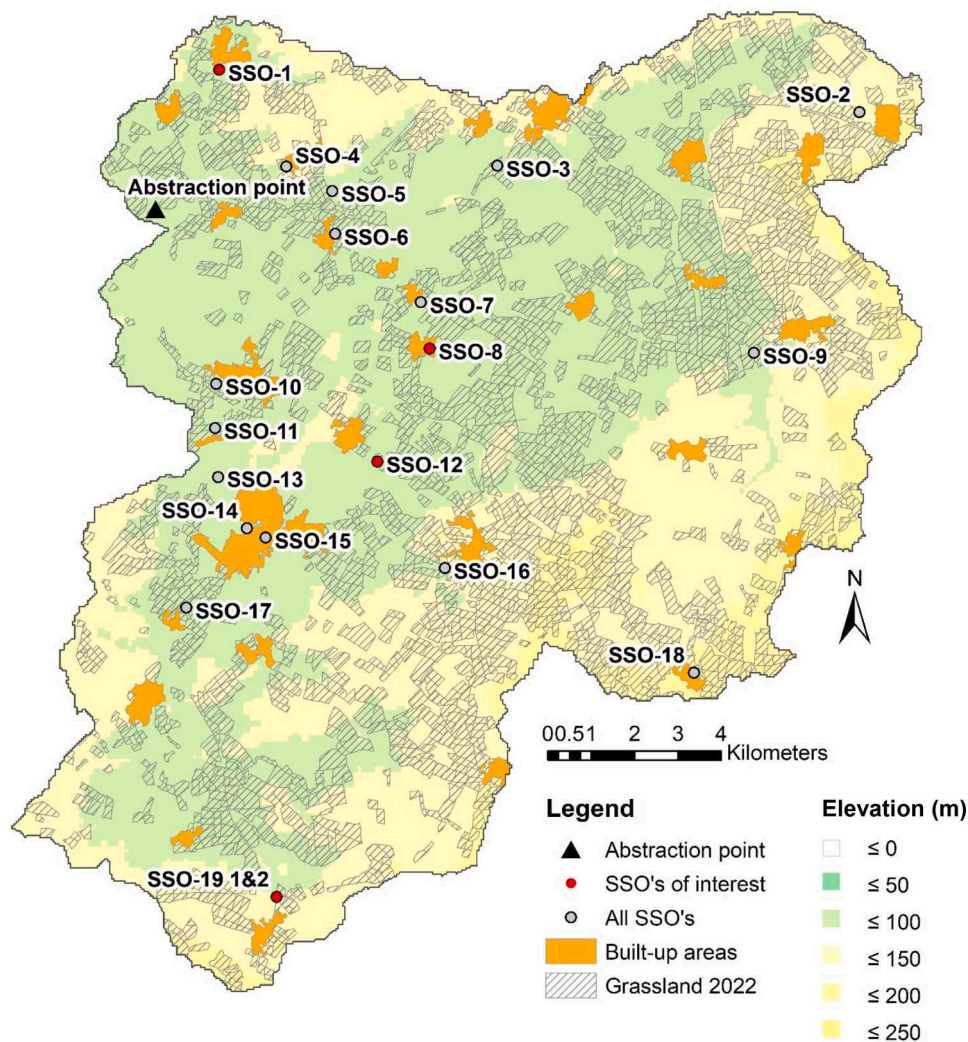 SSO-1
SSO-2
SSO-4
SSO-3
Abstraction point
SSO-5
SSO-6
SSO-7
SSO-8
SSO-9
SSO-10
SSO-11
SSO-12
SSO-13
SSO-14
SSO-15
SSO-16
N
SSO-17
SSO-18
00.51 2 4
Kilometers
Legend
Abstraction point
SSO's of interest
All SSO's
Built-up areas
Grassland 2022
Elevation (m)
≤ 0
≤ 50
≤ 100
≤ 150
≤ 200
≤ 250
SSO-19 1&2